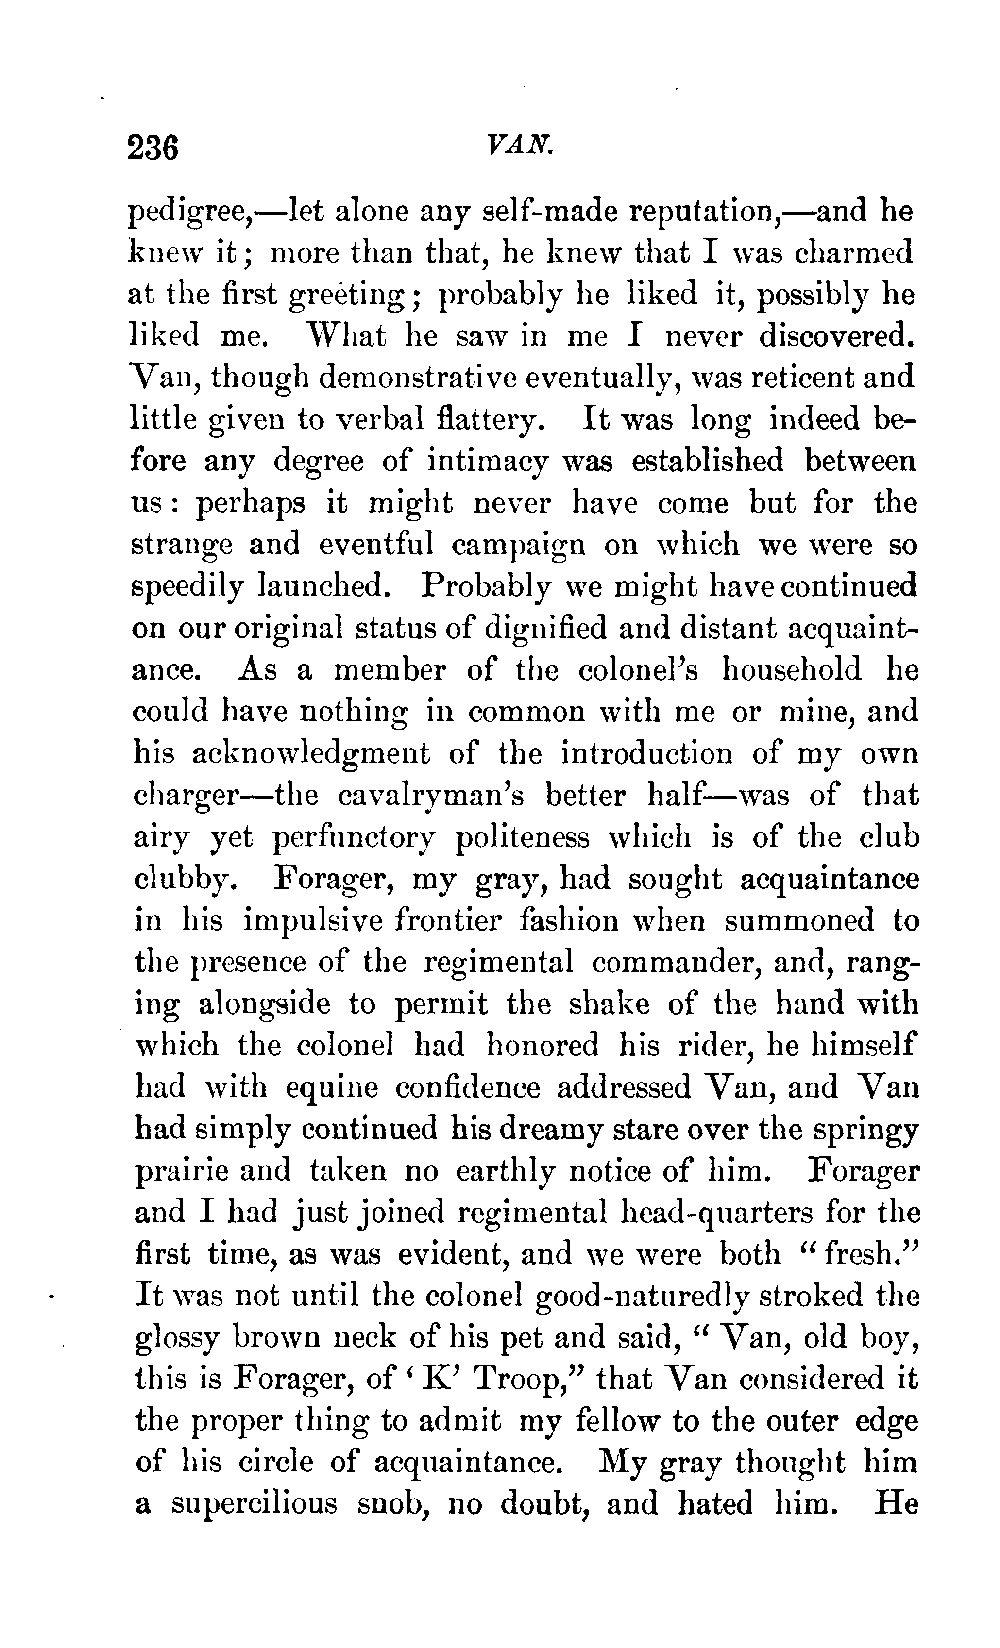 236 VAN.
pedigree,—let alone any self-made reputation,—and he
knew it; more than that, he knew that I was charmed
at the first greeting; probably he liked it, possibly he
liked me. What he saw in me I never discovered.
Van, though demonstrative eventually, was reticent and
little given to verbal flattery. It was long indeed be-
fore any degree of intimacy was established between
us: perhaps it might never have come but for the
strange and eventful campaign on which we were so
speedily launched. Probably we might have continued
on our original status of dignified and distant acquaint-
ance. As a member of the colonel's household he
could have nothing in common with me or mine, and
his acknowledgment of the introduction of my own
charger—the cavalryman's better half—was of that
airy yet perfunctory politeness which is of the club
clubby. Forager, my gray, had sought acquaintance
in his impulsive frontier fashion when summoned to
the presence of the regimental commander, and, rang-
ing alongside to permit the shake of the hand with
which the colonel had honored his rider, he himself
had with equine confidence addressed Van, and Van
had simply continued his dreamy stare over the springy
prairie and taken no earthly notice of him. Forager
and I had just joined regimental head-quarters for the
first time, as was evident, and we were both "fresh."
It was not until the colonel good-naturedly stroked the
glossy brown neck of his pet and said, "Van, old boy,
this is Forager, of 'K' Troop," that Van considered it
the proper thing to admit my fellow to the outer edge
of his circle of acquaintance. My gray thought him
a supercilious snob, no doubt, and hated him. He